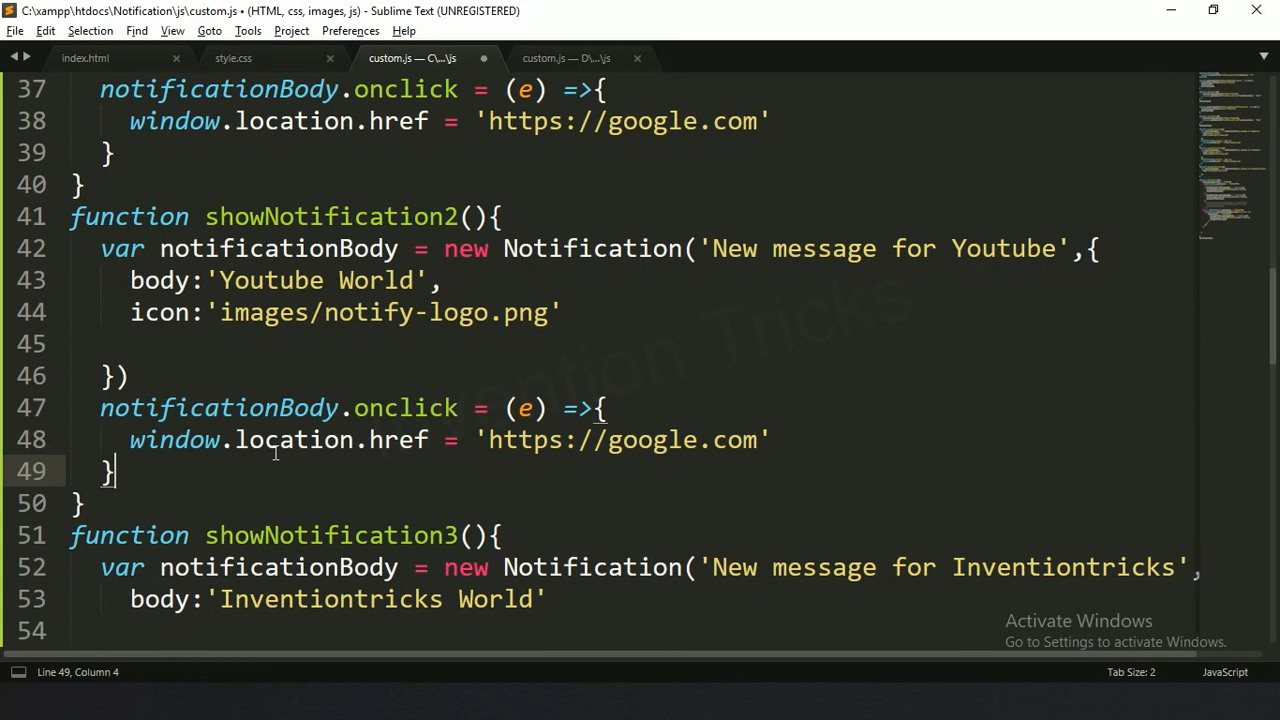 C:\xampp\htdocs\Notification\js\custom.js • (HTML, css, images, js) - Sublime Text (UNREGISTERED)
File Edit Selection Find View Goto Tools Project Preferences Help
index.html × style.css × custom.js — C\...\js custom.js — D\...\js ×
37 notificationBody.onclick = (e) =>{
38 window.location.href = 'https://google.com'
39 }
40 }
41 function showNotification2(){
42 var notificationBody = new Notification('New message for Youtube',{
43 body:'Youtube World',
44 icon:'images/notify-logo.png'
45
46 })
47 notificationBody.onclick = (e) =>{
48 window.location.href = 'https://google.com'
49 }
50 }
51 function showNotification3(){
52 var notificationBody = new Notification('New message for Inventiontricks',
53 body:'Inventiontricks World'
54
Invention Tricks
Activate Windows
Go to Settings to activate Windows.
Line 49, Column 4 Tab Size: 2 JavaScript